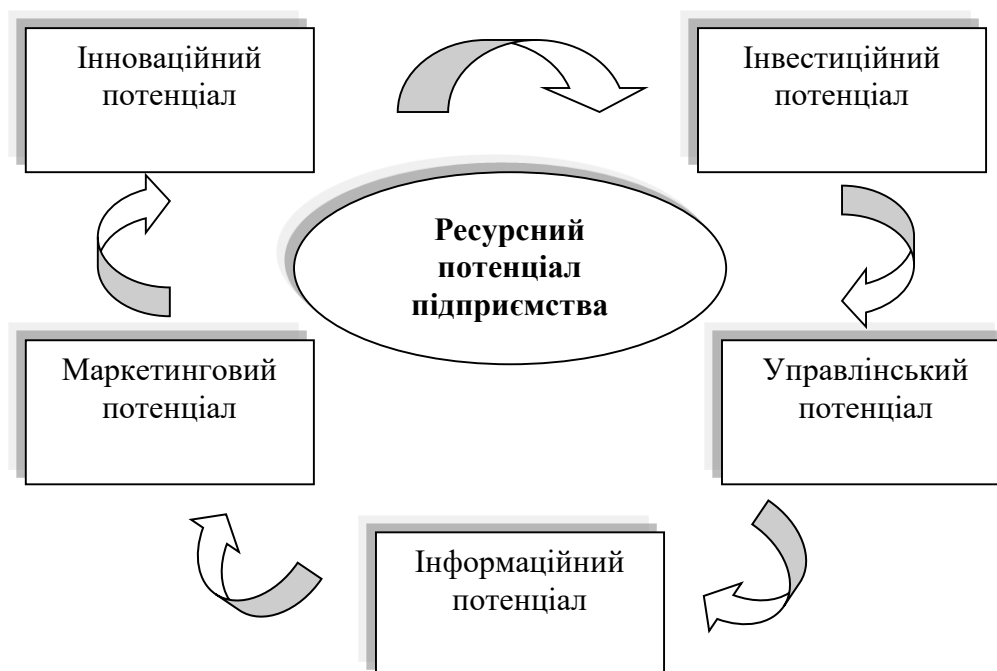 Інноваційний
потенціал
Інвестиційний
потенціал
Ресурсний
потенціал
підприємства
Маркетинговий
потенціал
Управлінський
потенціал
Інформаційний
потенціал